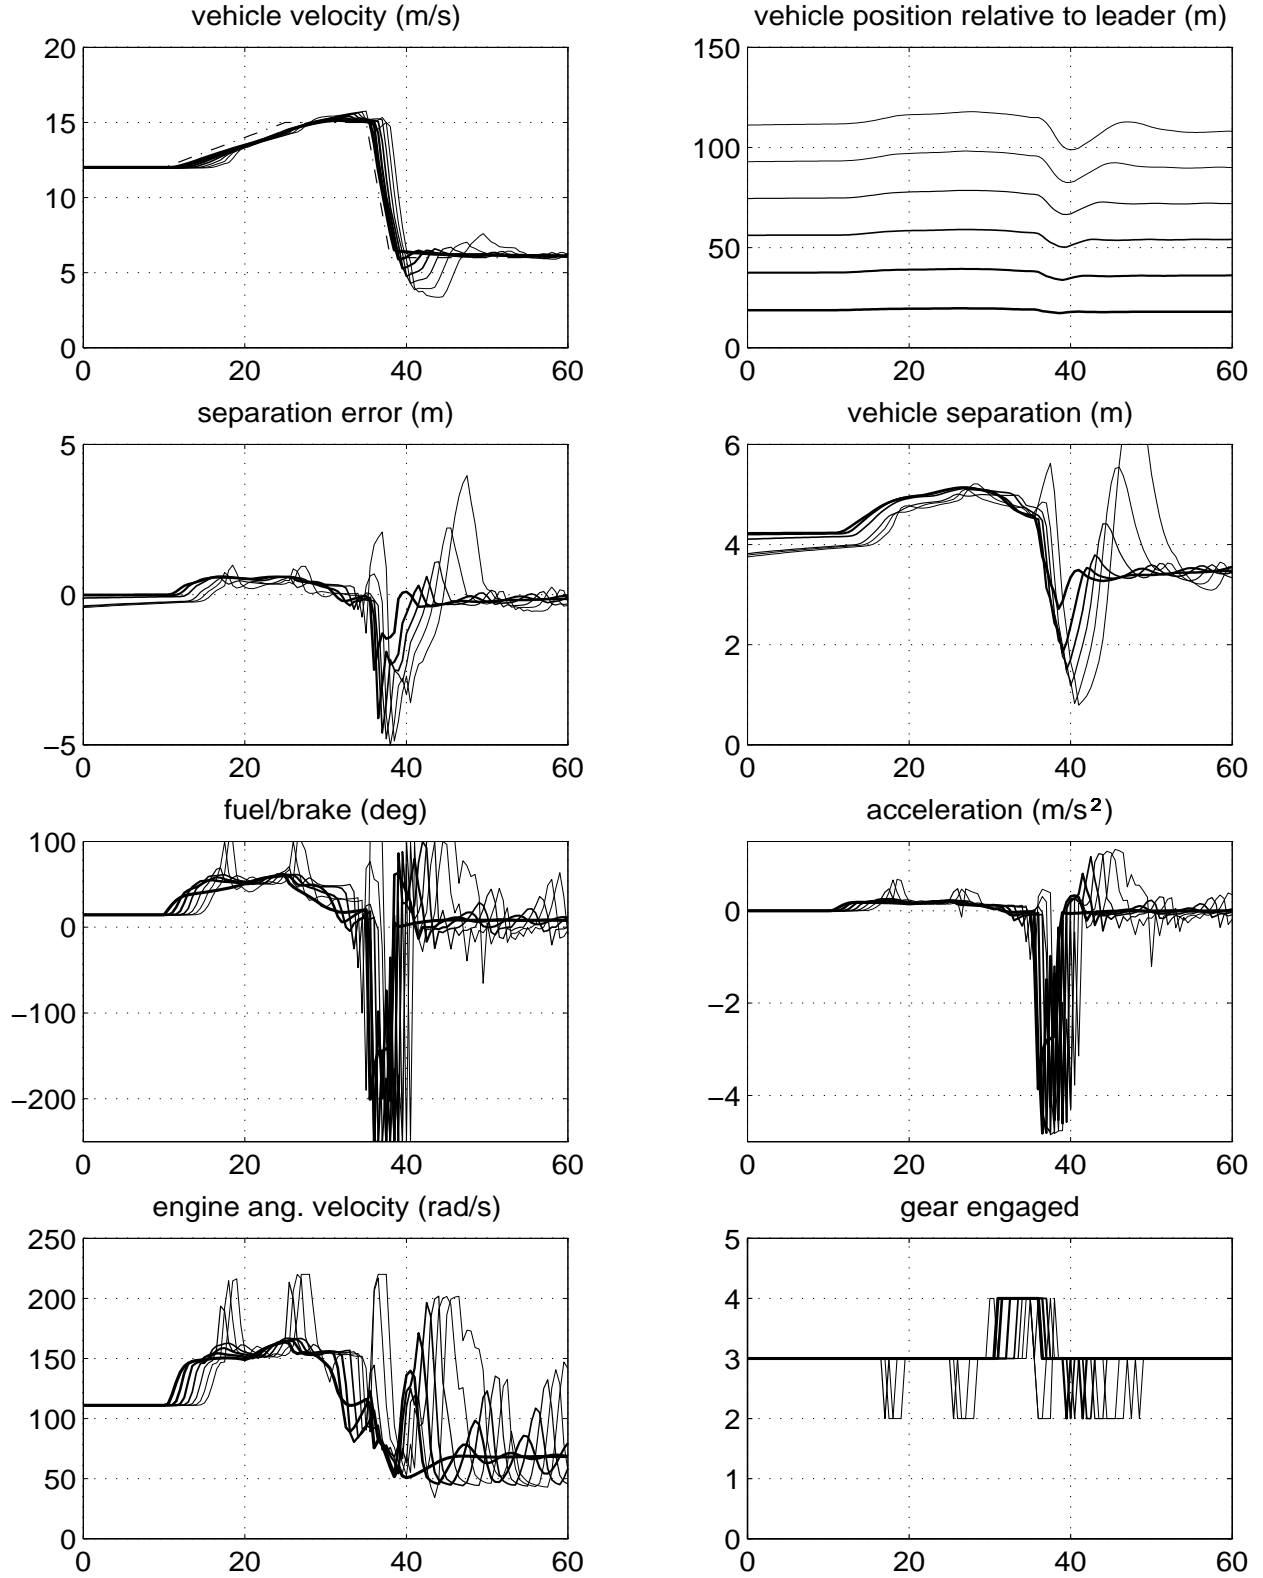 vehicle velocity (m/s)
20
15
10
5
0
0 20 40 60
vehicle position relative to leader (m)
150
100
50
0
0 20 40 60
separation error (m)
5
0
−5
0 20 40 60
vehicle separation (m)
6
4
2
0
0 20 40 60
fuel/brake (deg)
100
0
−100
−200
0 20 40 60
acceleration (m/s²)
0
−2
−4
0 20 40 60
engine ang. velocity (rad/s)
250
200
150
100
50
0
0 20 40 60
gear engaged
5
4
3
2
1
0
0 20 40 60